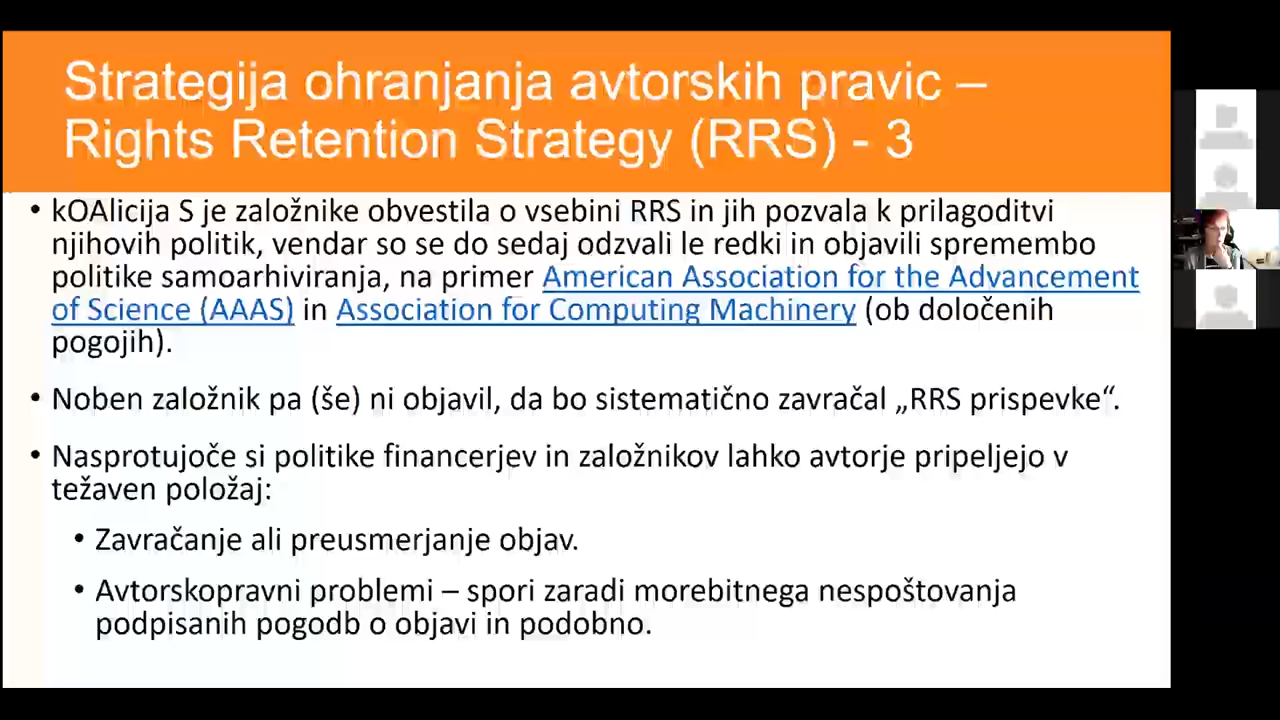 Strategija ohranjanja avtorskih pravic –
Rights Retention Strategy (RRS) - 3
• kOAlicija S je založnike obvestila o vsebini RRS in jih pozvala k prilagoditvi
njihovih politik, vendar so se do sedaj odzvali le redki in objavili spremembo
politike samoarhiviranja, na primer American Association for the Advancement
of Science (AAAS) in Association for Computing Machinery (ob določenih
pogojih).
• Noben založnik pa (še) ni objavil, da bo sistematično zavračal „RRS prispevke“.
• Nasprotujoče si politike financerjev in založnikov lahko avtorje pripeljejo v
težaven položaj:
• Zavračanje ali preusmerjanje objav.
• Avtorskopravni problemi – spori zaradi morebitnega nespoštovanja
podpisanih pogodb o objavi in podobno.